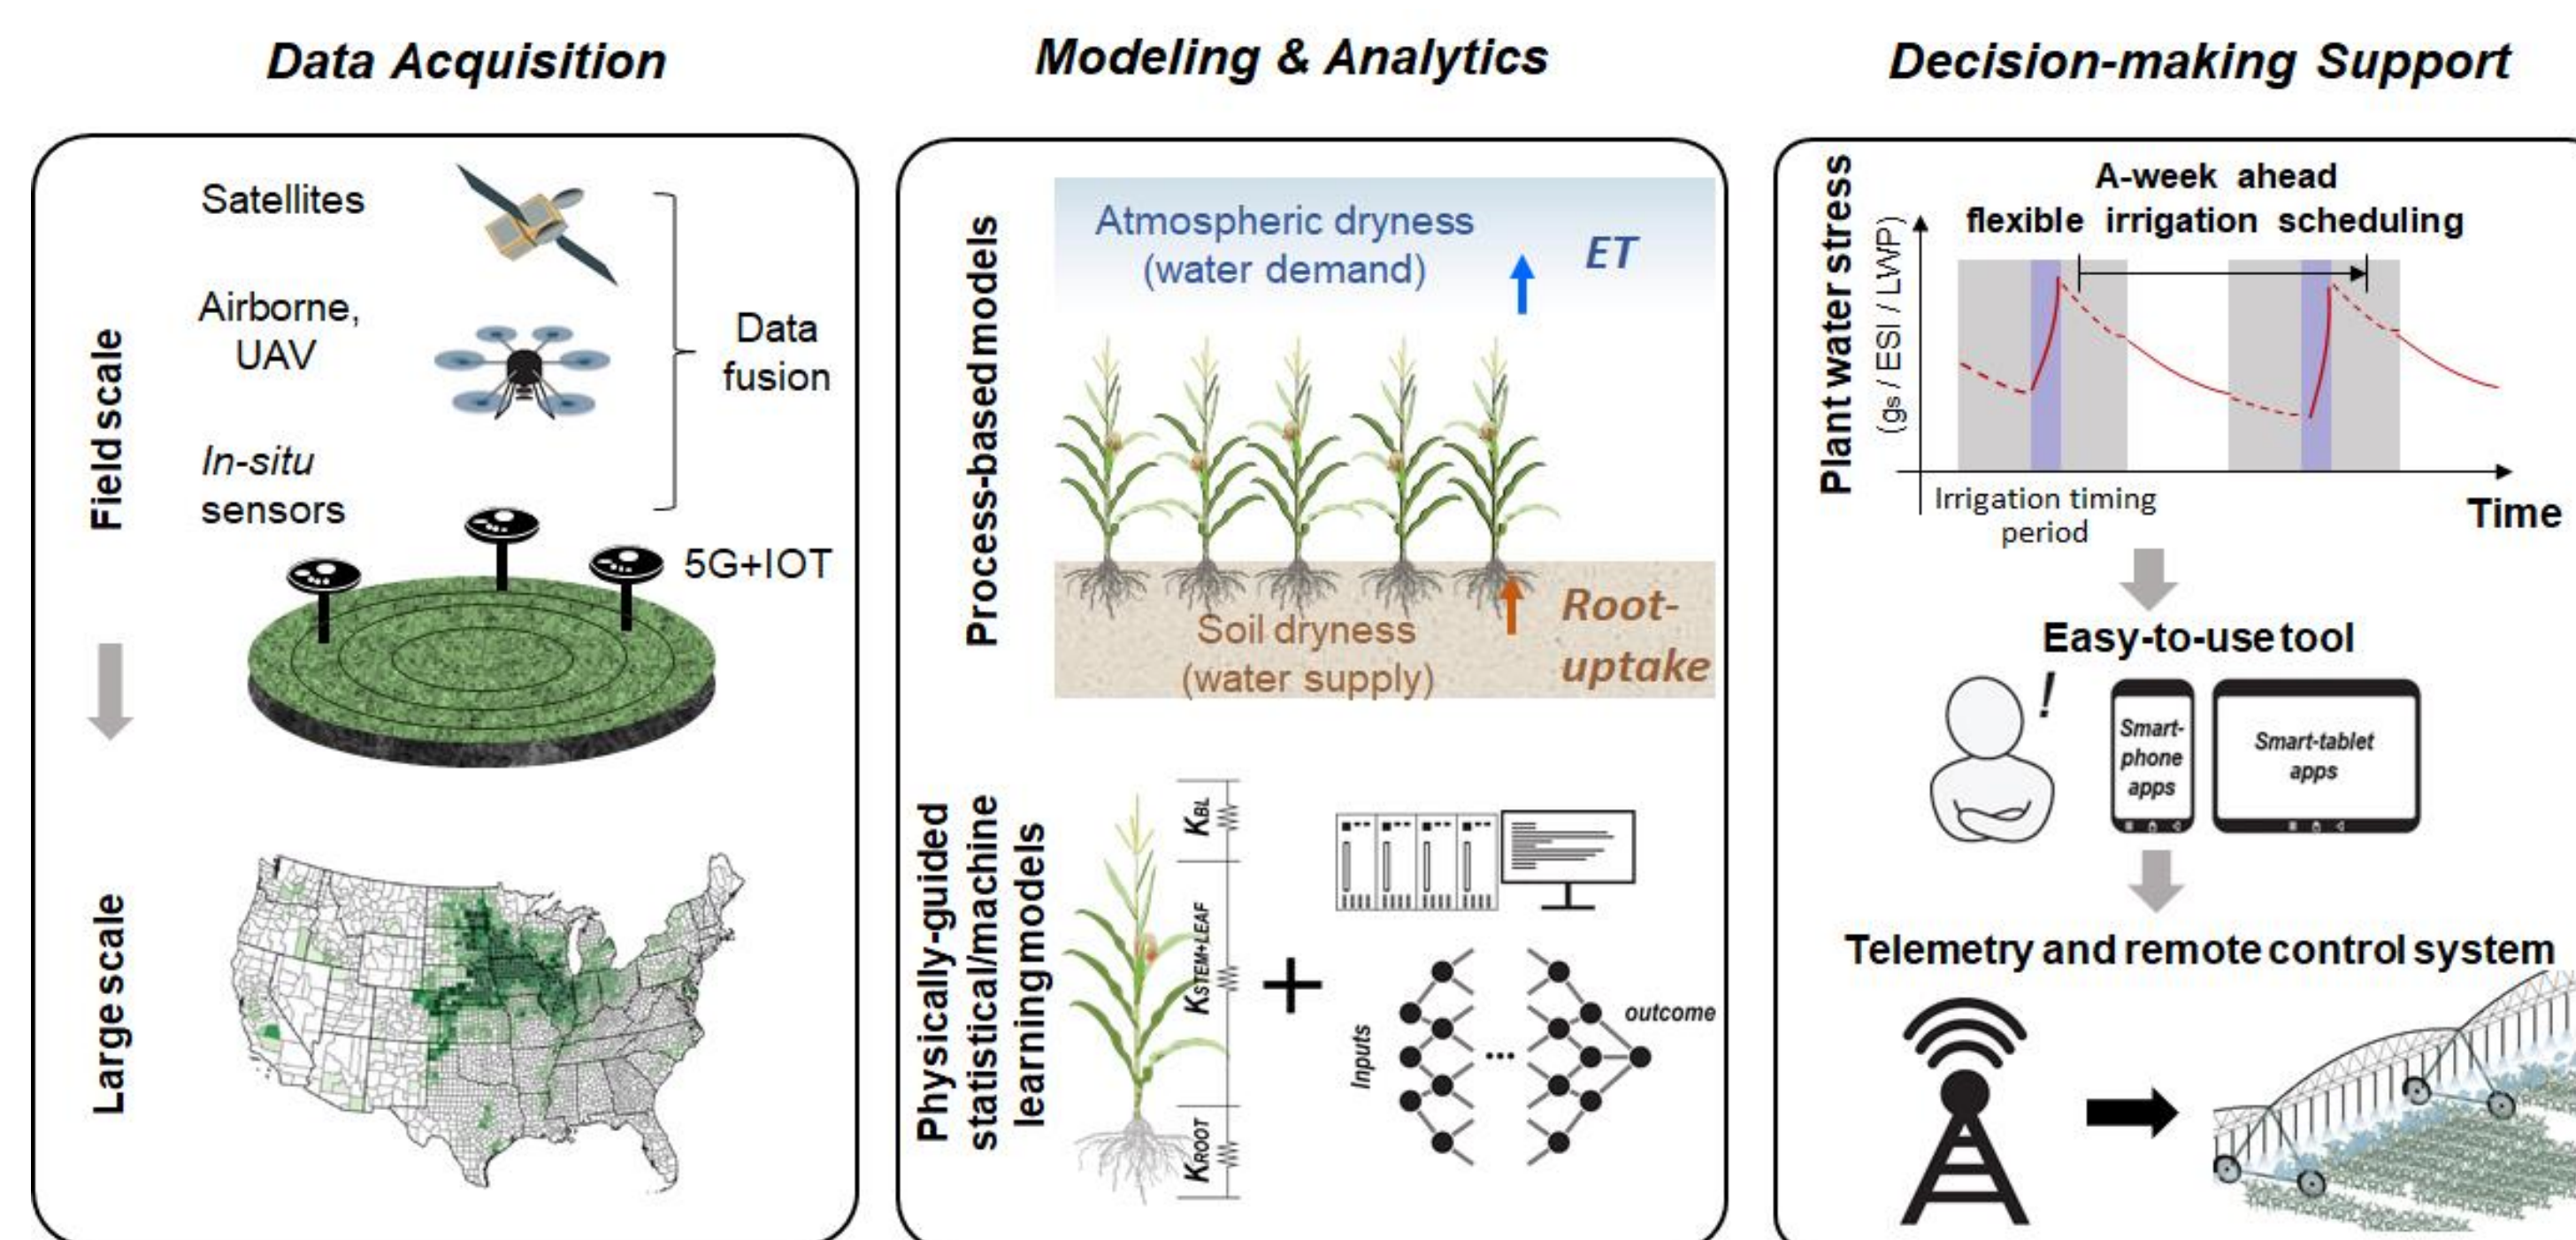 Data Acquisition
Modeling & Analytics
Decision-making Support
Field scale
Satellites
Airborne,
UAV
In-situ
sensors
Data
fusion
5G+IOT
Large scale
Process-based models
Atmospheric dryness
(water demand)
ET
Soil dryness
(water supply)
Root-
uptake
Physically-guided
statistical/machine
learning models
KBL
KSTEM+LEAF
KROOT
Inputs
...
outcome
Plant water stress
(gs / ESI / LWP)
A-week ahead
flexible irrigation scheduling
Irrigation timing
period
Time
Easy-to-use tool
!
Smart-
phone
apps
Smart-tablet
apps
Telemetry and remote control system